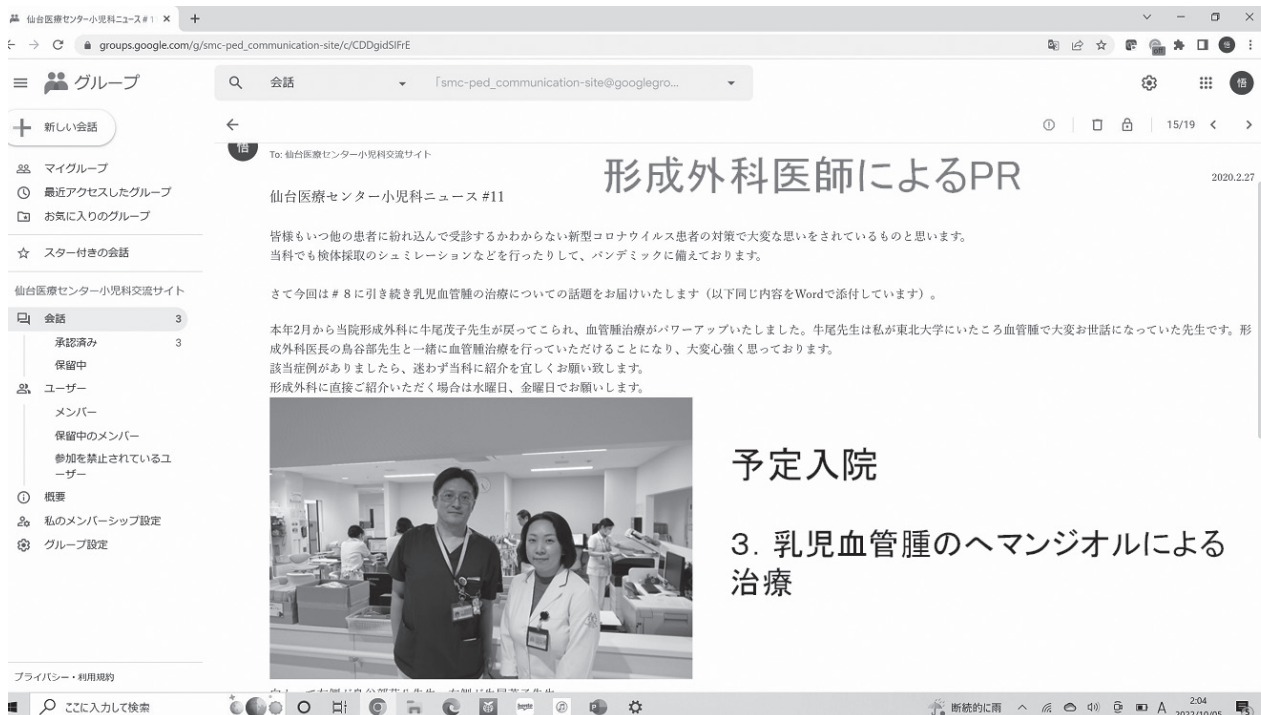 仙台医療センター小児科ニュース#1
groups.google.com/g/smc-ped_communication-site/c/CDDgidSIFrE
グループ
会話
「smc-ped_communication-site@googlegro...
悟
新しい会話
15/19
マイグループ
最近アクセスしたグループ
お気に入りのグループ
スター付きの会話
仙台医療センター小児科交流サイト
会話 3
承認済み 3
保留中
ユーザー
メンバー
保留中のメンバー
参加を禁止されているユ
ーザー
概要
私のメンバーシップ設定
グループ設定
プライバシー・利用規約
To: 仙台医療センター小児科交流サイト
形成外科医師によるPR
2020.2.27
仙台医療センター小児科ニュース #11
皆様もいつ他の患者に紛れ込んで受診するかわからない新型コロナウイルス患者の対策で大変な思いをされているものと思います。
当科でも検体採取のシュミレーションなどを行ったりして、パンデミックに備えております。
さて今回は＃８に引き続き乳児血管腫の治療についての話題をお届けいたします（以下同じ内容をWordで添付しています）。
本年2月から当院形成外科に牛尾茂子先生が戻ってこられ、血管腫治療がパワーアップいたしました。牛尾先生は私が東北大学にいたころ血管腫で大変お世話になっていた先生です。形
成外科医長の鳥谷部先生と一緒に血管腫治療を行っていただけることになり、大変心強く思っております。
該当症例がありましたら、迷わず当科に紹介を宜しくお願い致します。
形成外科に直接ご紹介いただく場合は水曜日、金曜日でお願いします。
予定入院
3．乳児血管腫のヘマンジオルによる
治療
ここに入力して検索
断続的に雨
A
2:04
2022/10/05